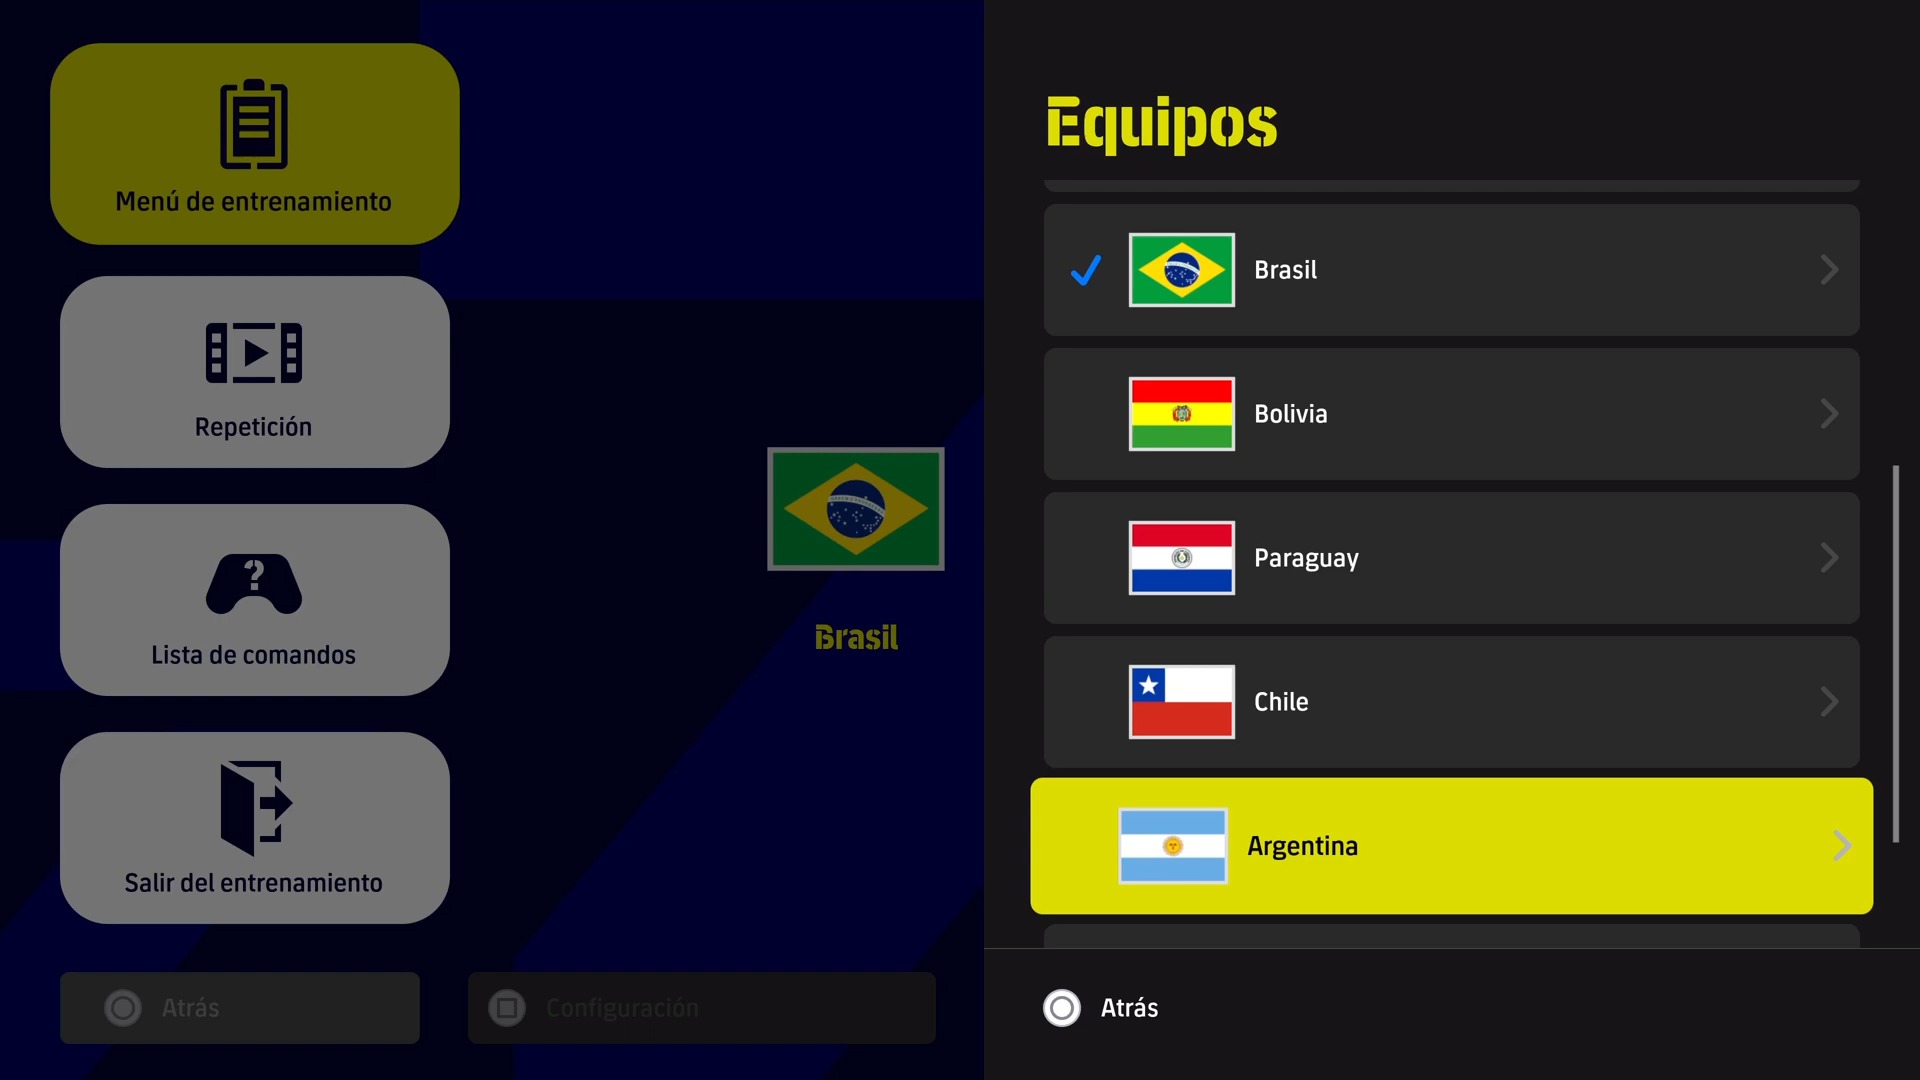 Menú de entrenamiento
Repetición
Lista de comandos
Salir del entrenamiento
Atrás
Configuración
Brasil
Equipos
Brasil
Bolivia
Paraguay
Chile
Argentina
Atrás